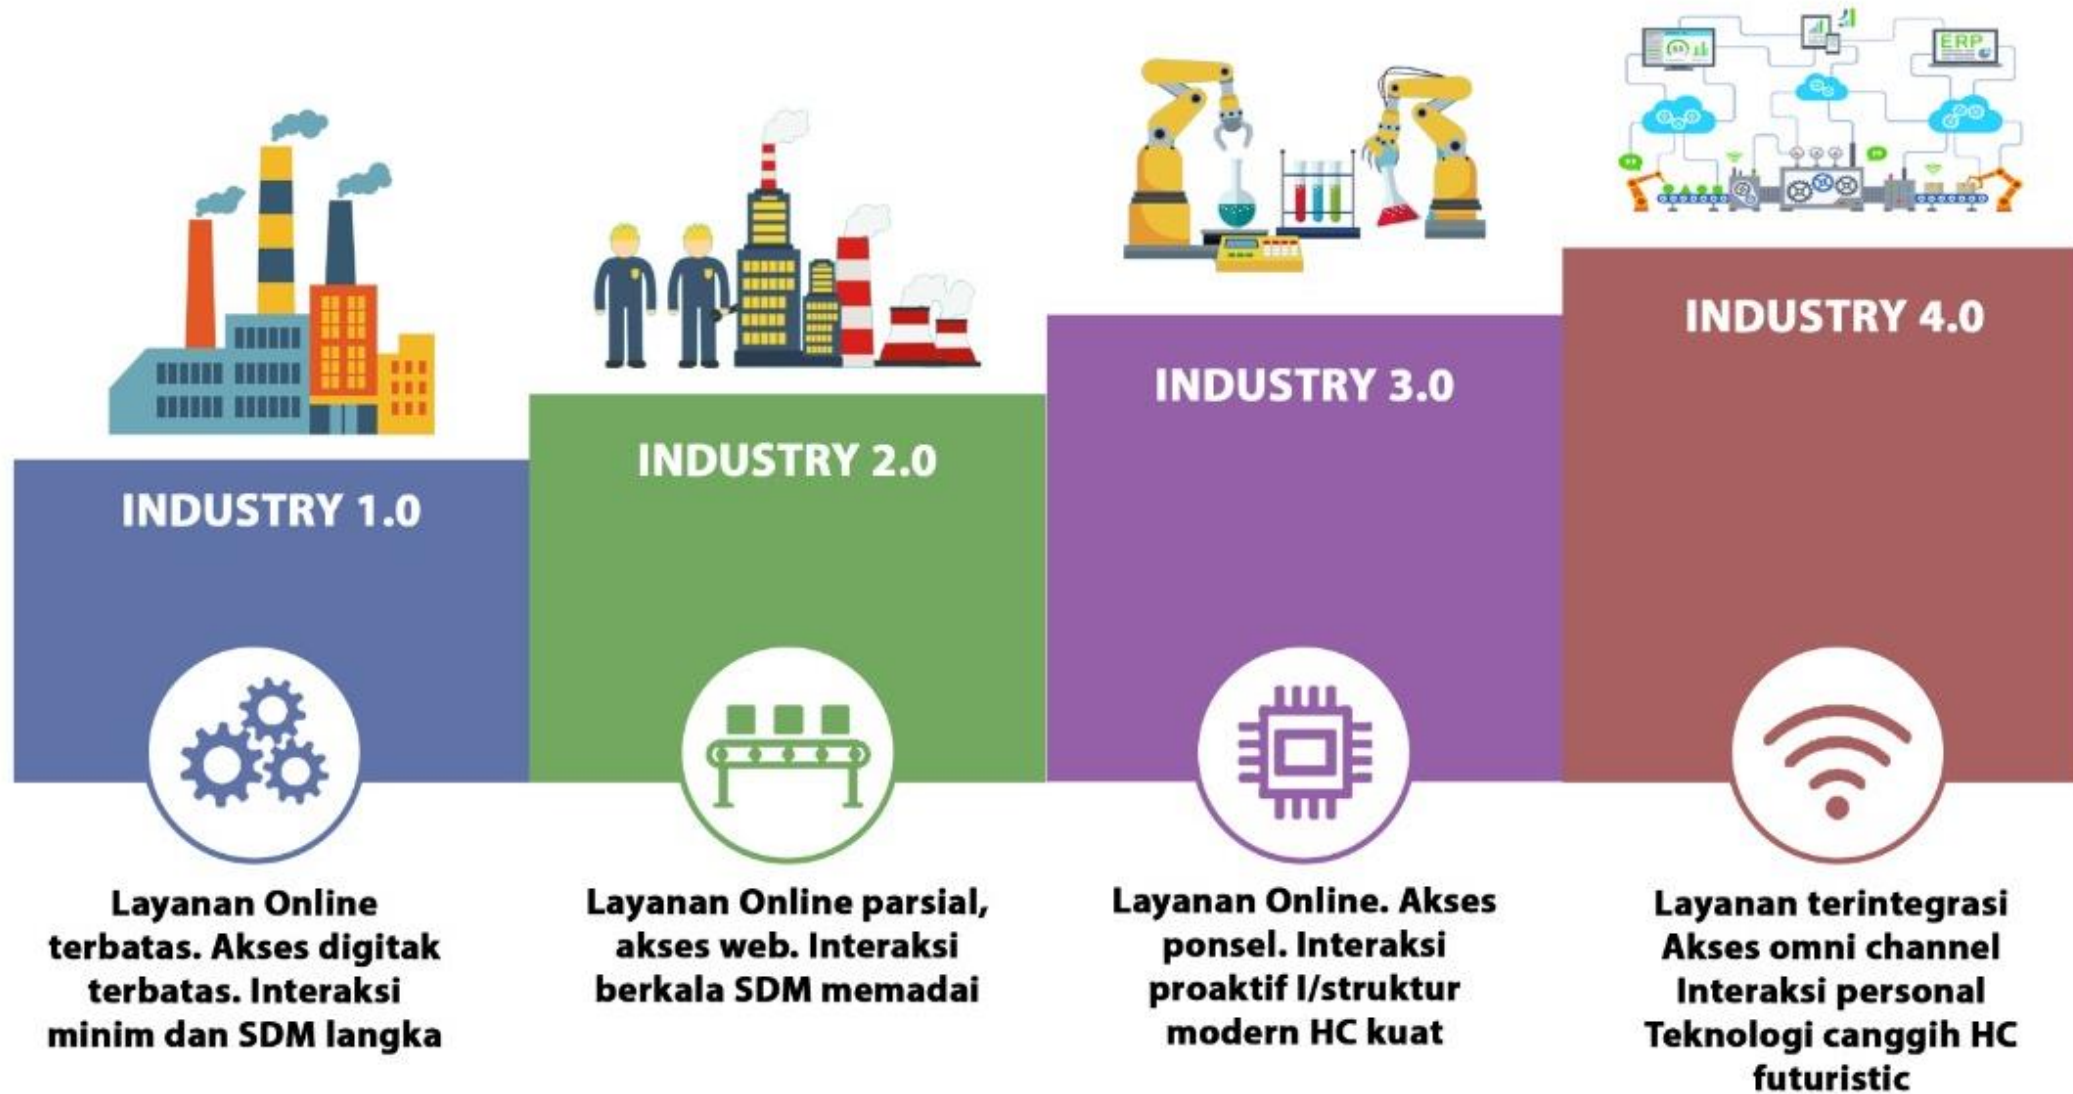 INDUSTRY 1.0
Layanan Online
terbatas. Akses digitak
terbatas. Interaksi
minim dan SDM langka
INDUSTRY 2.0
Layanan Online parsial,
akses web. Interaksi
berkala SDM memadai
INDUSTRY 3.0
Layanan Online. Akses
ponsel. Interaksi
proaktif I/struktur
modern HC kuat
ERP
INDUSTRY 4.0
Layanan terintegrasi
Akses omni channel
Interaksi personal
Teknologi canggih HC
futuristic